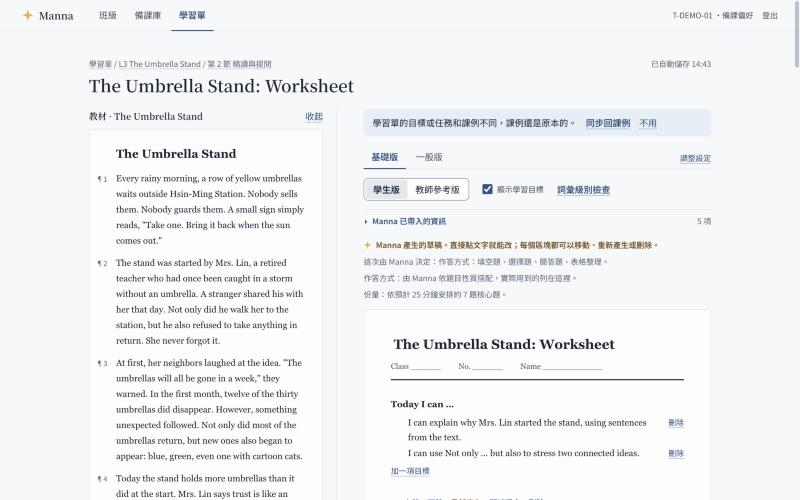 Manna
班級
備課庫
學習單
T-DEMO-01 ・備課偏好
登出
學習單 / L3 The Umbrella Stand / 第 2 節 精讀與提問
已自動儲存 14:43
The Umbrella Stand: Worksheet
教材 · The Umbrella Stand
收起
The Umbrella Stand
¶ 1
Every rainy morning, a row of yellow umbrellas
waits outside Hsin-Ming Station. Nobody sells
them. Nobody guards them. A small sign simply
reads, "Take one. Bring it back when the sun
comes out."
¶ 2
The stand was started by Mrs. Lin, a retired
teacher who had once been caught in a storm
without an umbrella. A stranger shared his with
her that day. Not only did he walk her to the
station, but he also refused to take anything in
return. She never forgot it.
¶ 3
At first, her neighbors laughed at the idea. "The
umbrellas will all be gone in a week," they
warned. In the first month, twelve of the thirty
umbrellas did disappear. However, something
unexpected followed. Not only did most of the
umbrellas return, but new ones also began to
appear: blue, green, even one with cartoon cats.
¶ 4
Today the stand holds more umbrellas than it
did at the start. Mrs. Lin says trust is like an
學習單的目標或任務和課例不同，課例還是原本的。
同步回課例
不用
基礎版
一般版
調整設定
學生版
教師參考版
顯示學習目標
詞彙級別檢查
Manna 已帶入的資訊
5 項
Manna 產生的草稿，直接點文字就能改；每個區塊都可以移動、重新產生或刪除。
這次由 Manna 決定：作答方式：填空題、選擇題、簡答題、表格整理。
作答方式：由 Manna 依題目性質搭配，實際用到的列在這裡。
份量：依預計 25 分鐘安排約 7 題核心題。
The Umbrella Stand: Worksheet
Class ______ No. ______ Name ____________
Today I can ...
I can explain why Mrs. Lin started the stand, using sentences
from the text.
刪除
I can use Not only ... but also to stress two connected ideas.
刪除
加一項目標